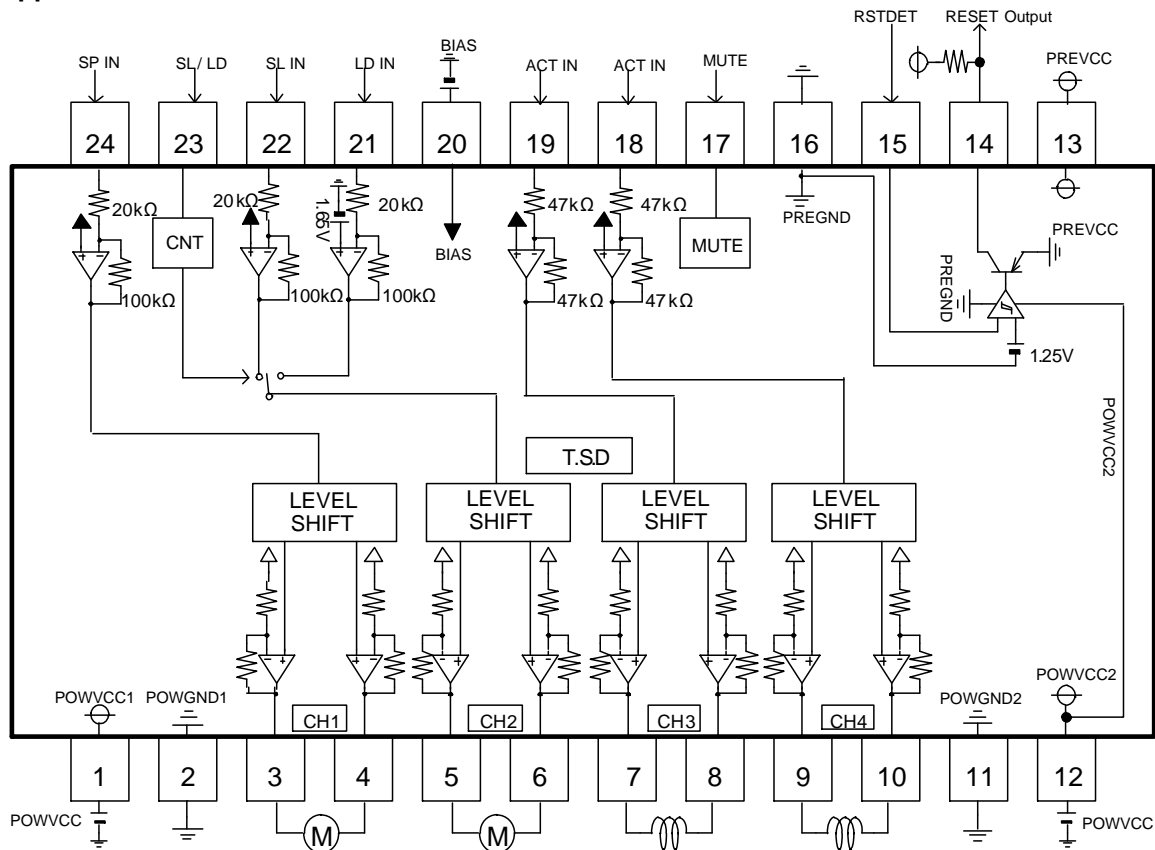 RSTDET RESET Output
BIAS
SP IN SL/ LD SL IN LD IN ACT IN ACT IN MUTE PREVCC
24 23 22 21 20 19 18 17 16 15 14 13
20kΩ 20kΩ 1.65V 20kΩ 47kΩ 47kΩ
PREGND
CNT BIAS MUTE PREVCC
100kΩ 100kΩ 100kΩ 47kΩ 47kΩ PREGND
1.25V
POWVCC2
T.S.D
LEVEL SHIFT
LEVEL SHIFT
LEVEL SHIFT
LEVEL SHIFT
+ - + - + - + - + - + - + - + - + - + - + - + - +
POWVCC1 POWGND1 POWGND2 POWVCC2
CH1 CH2 CH3 CH4
1 2 3 4 5 6 7 8 9 10 11 12
POWVCC M M POWVCC